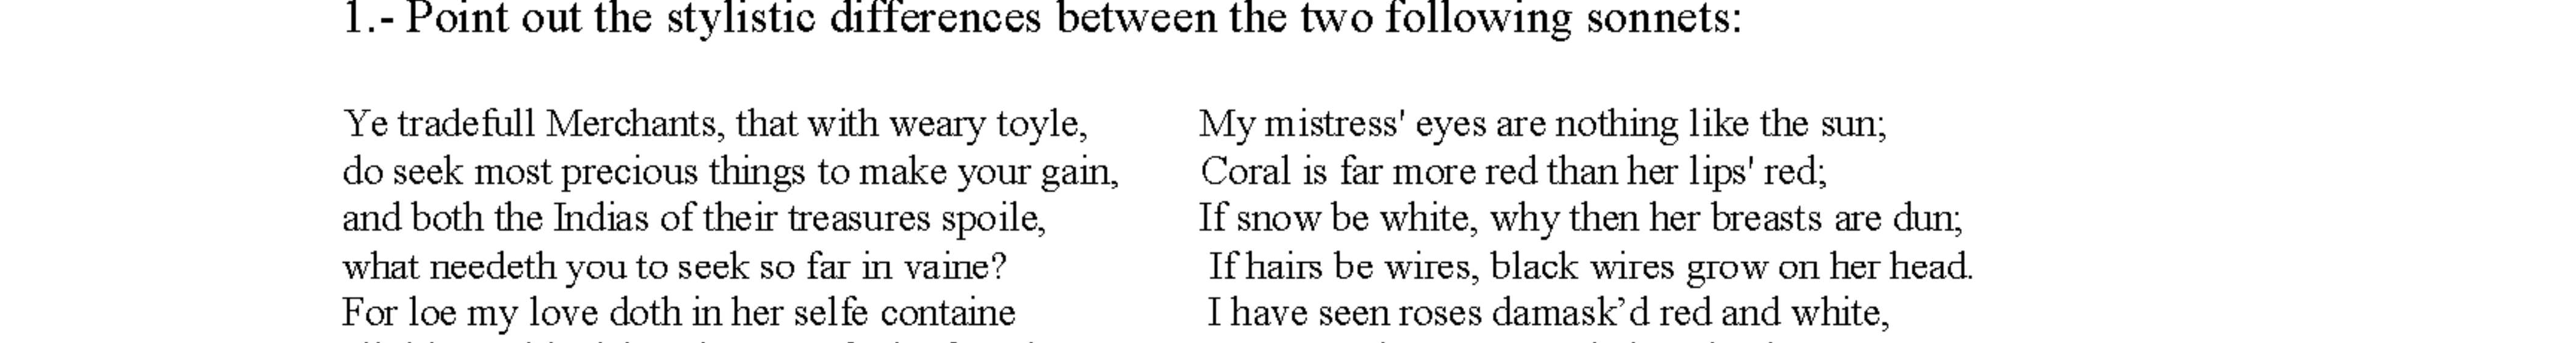 1.- Point out the stylistic differences between the two following sonnets:
Ye tradefull Merchants, that with weary toyle,
do seek most precious things to make your gain,
and both the Indias of their treasures spoile,
what needeth you to seek so far in vaine?
For loe my love doth in her selfe containe
My mistress' eyes are nothing like the sun;
Coral is far more red than her lips' red;
If snow be white, why then her breasts are dun;
If hairs be wires, black wires grow on her head.
I have seen roses damask’d red and white,